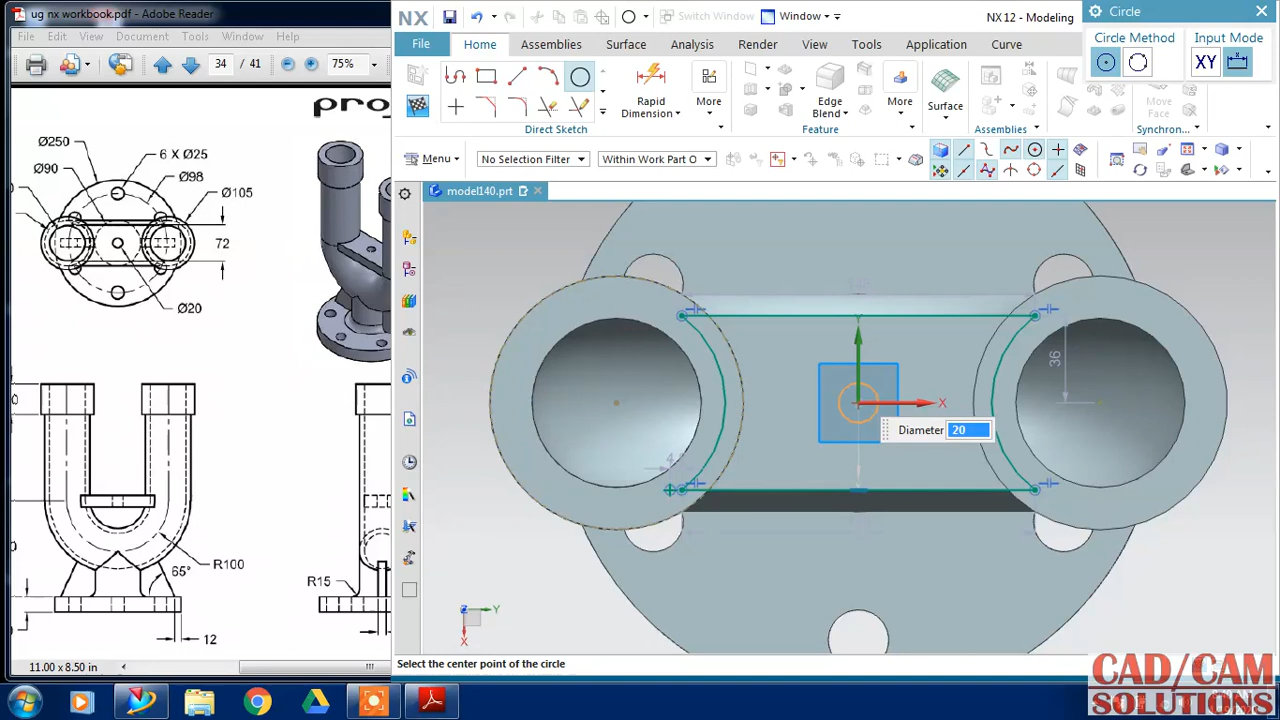 ug nx workbook.pdf - Adobe Reader
File Edit View Document Tools Window Help
34 / 41 75%
Ø250
6 X Ø25
Ø90
Ø98
Ø105
72
Ø20
R100
65°
R15
12
11.00 x 8.50 in
NX
Switch Window
Window
NX 12 - Modeling
Circle
File Home Assemblies Surface Analysis Render View Tools Application Curve
Circle Method Input Mode
XY
Rapid Dimension
More
Edge Blend
More
Surface
Move Face
Direct Sketch Feature Assemblies Synchron...
Menu
No Selection Filter
Within Work Part O
model140.prt
Y
X
36
Diameter 20
Z
Y
X
Select the center point of the circle
CAD/CAM
SOLUTIONS